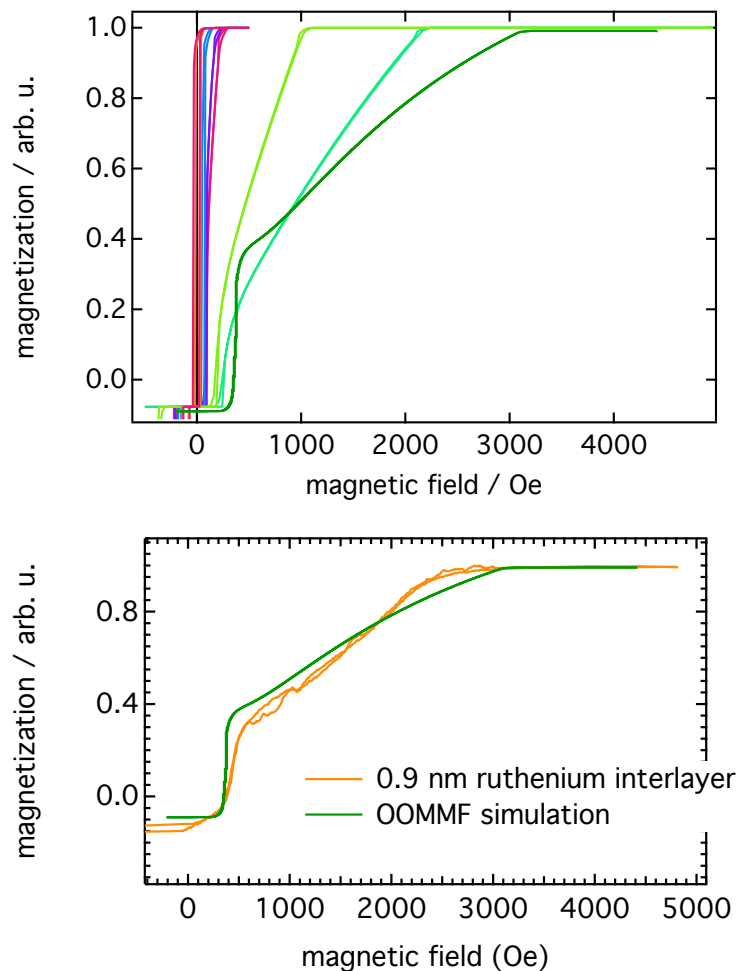 1.0
0.8
0.6
0.4
0.2
0.0
magnetization / arb. u.
0 1000 2000 3000 4000
magnetic field / Oe
0.8
0.4
0.0
magnetization / arb. u.
0.9 nm ruthenium interlayer
OOMMF simulation
0 1000 2000 3000 4000 5000
magnetic field (Oe)